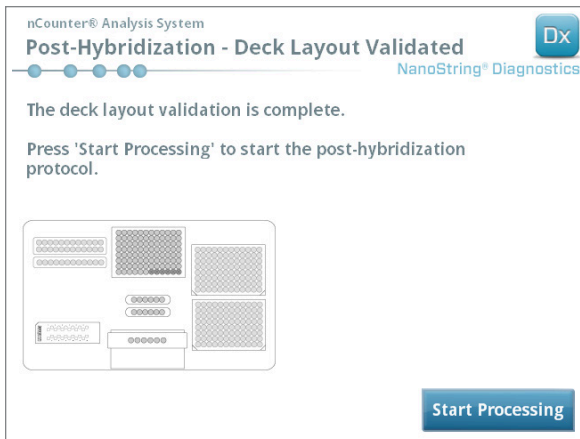 nCounter® Analysis System
Post-Hybridization - Deck Layout Validated
Dx
NanoString® Diagnostics
The deck layout validation is complete.
Press 'Start Processing' to start the post-hybridization
protocol.
Start Processing